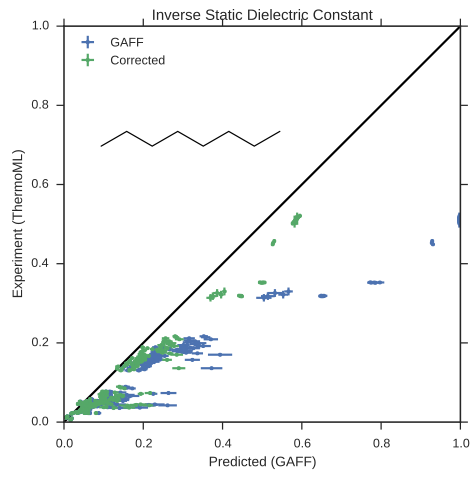 Inverse Static Dielectric Constant
1.0
0.8
0.6
0.4
0.2
0.0
Experiment (ThermoML)
GAFF
Corrected
0.0 0.2 0.4 0.6 0.8 1.0
Predicted (GAFF)